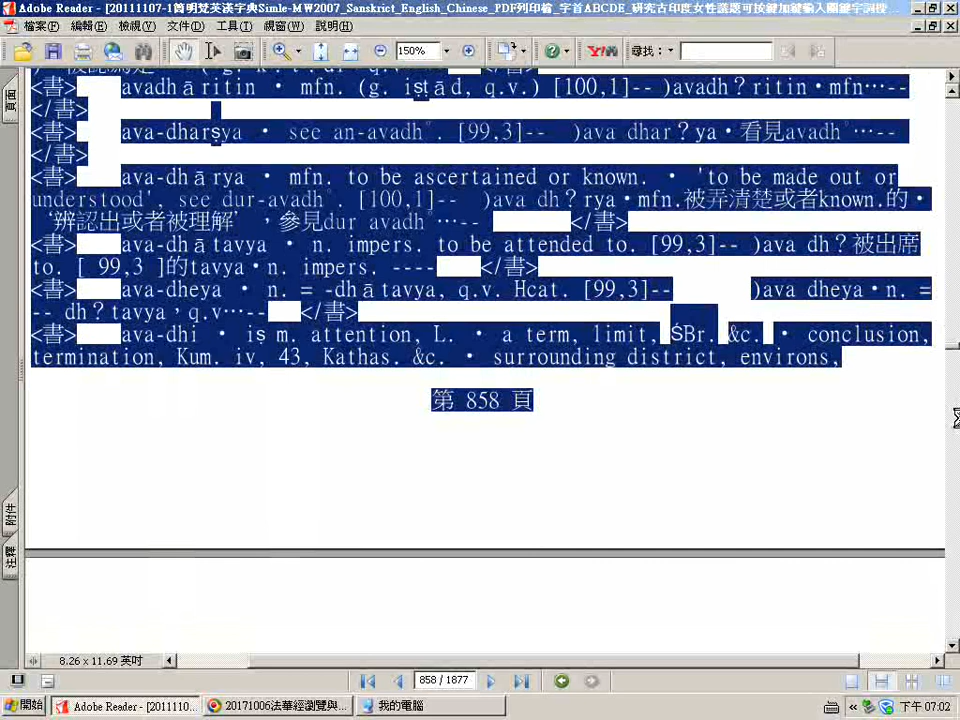 Adobe Reader - [20111107-1簡明梵英漢字典Simle-MW2007_Sanskrict_English_Chinese_PDF列印檔_字首ABCDE_研究古印度女性議題可按
檔案(F) 編輯(E) 檢視(V) 文件(D) 工具(T) 視窗(W) 說明(H)
150% 尋找:
頁面
<書> avadhāritin · mfn. (g. iṣṭād, q.v.) [100,1]-- )avadh？ritin·mfn…--
</書>
<書> ava-dharṣya · see an-avadh°. [99,3]-- )ava dhar？ya·看見avadh°…--
</書>
<書> ava-dhārya · mfn. to be ascertained or known. · 'to be made out or
understood', see dur-avadh°. [100,1]-- )ava dh？rya·mfn.被弄清楚或者known.的·
‘辨認出或者被理解’，參見dur avadh°…-- </書>
<書> ava-dhātavya · n. impers. to be attended to. [99,3]-- )ava dh？被出席
to. [ 99,3 ]的tavya·n. impers. ---- </書>
<書> ava-dheya · n. = -dhātavya, q.v. Hcat. [99,3]-- )ava dheya·n. =
-- dh？tavya，q.v…-- </書>
<書> ava-dhi · iṣ m. attention, L. · a term, limit, ŚBr. &c. · conclusion,
termination, Kum. iv, 43, Kathas. &c. · surrounding district, environs,
第 858 頁
附件
注釋
8.26 x 11.69 英吋
858 / 1877
開始 Adobe Reader - [2011110... 20171006法華經瀏覽與... 我的電腦 下午 07:02